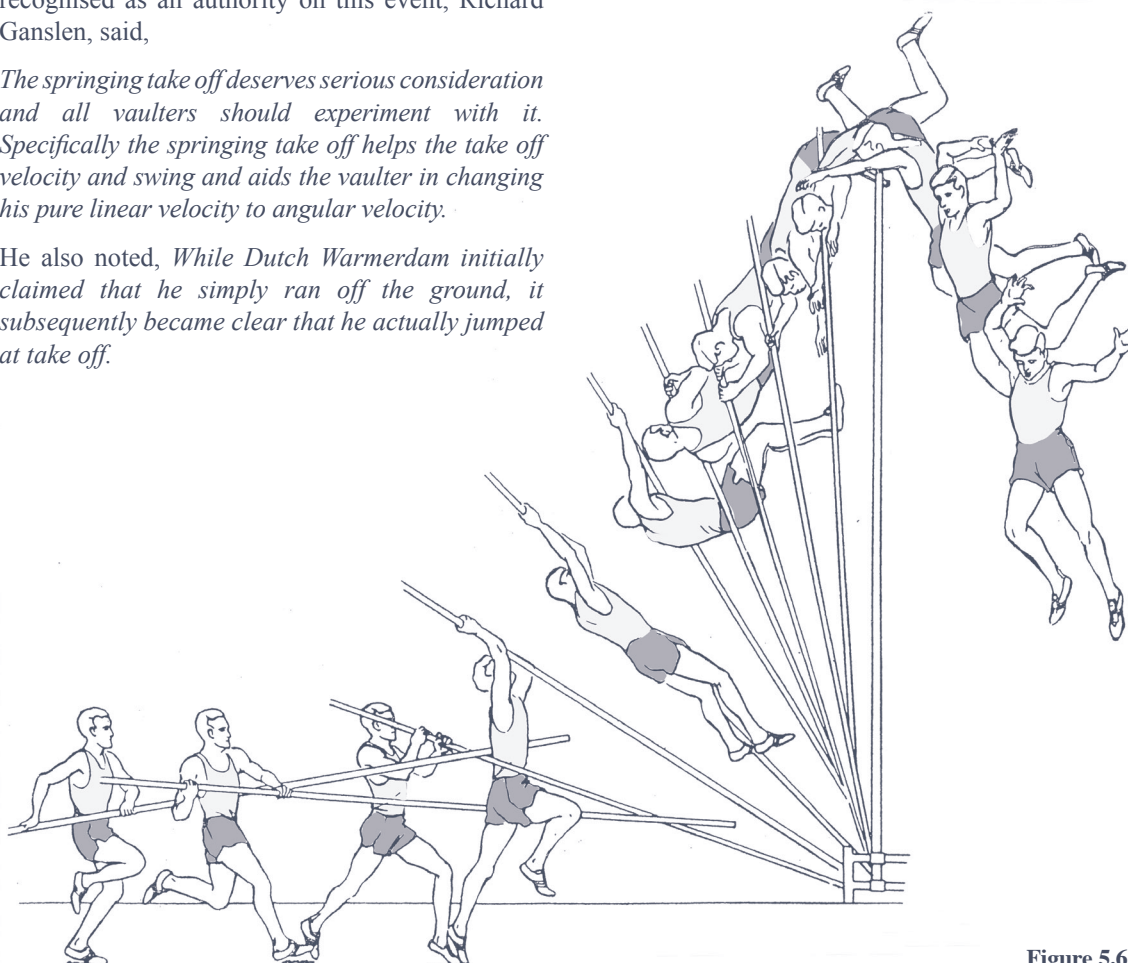 recognised as an authority on this event, Richard
Ganslen, said,
The springing take off deserves serious consideration
and all vaulters should experiment with it.
Specifically the springing take off helps the take off
velocity and swing and aids the vaulter in changing
his pure linear velocity to angular velocity.
He also noted, While Dutch Warmerdam initially
claimed that he simply ran off the ground, it
subsequently became clear that he actually jumped
at take off.
Figure 5.6